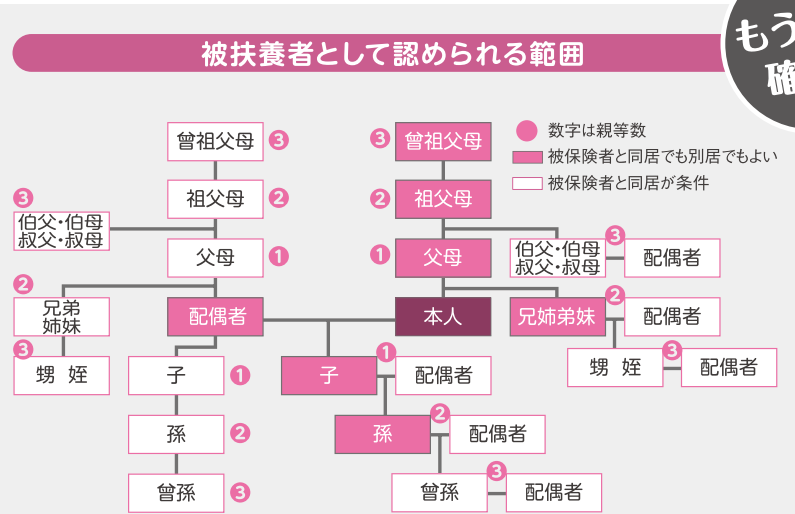 被扶養者として認められる範囲
もう
確
数字は親等数
被保険者と同居でも別居でもよい
被保険者と同居が条件
曾祖父母 3
3 曾祖父母
祖父母 2
2 祖父母
3
伯父・伯母
叔父・叔母
父母 1
1 父母
3
伯父・伯母
叔父・叔母
配偶者
2
兄弟
姉妹
配偶者
本人
2
兄姉弟妹
配偶者
3
甥 姪
子 1
1
子
配偶者
甥 姪
3
配偶者
孫 2
2
孫
配偶者
曾孫 3
曾孫
3
配偶者